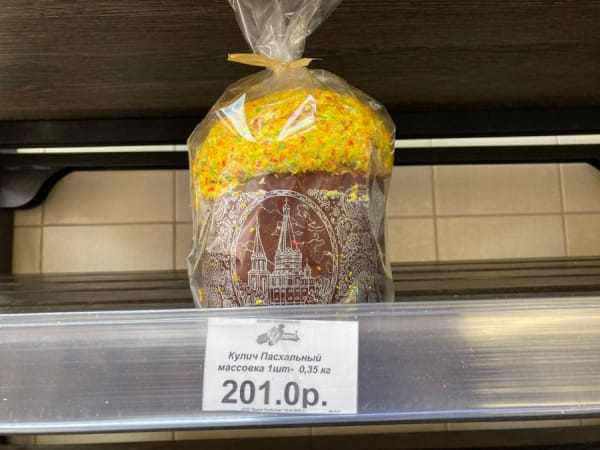 Кулич Пасхальный
массовка 1шт- 0,35 кг
201.0р.